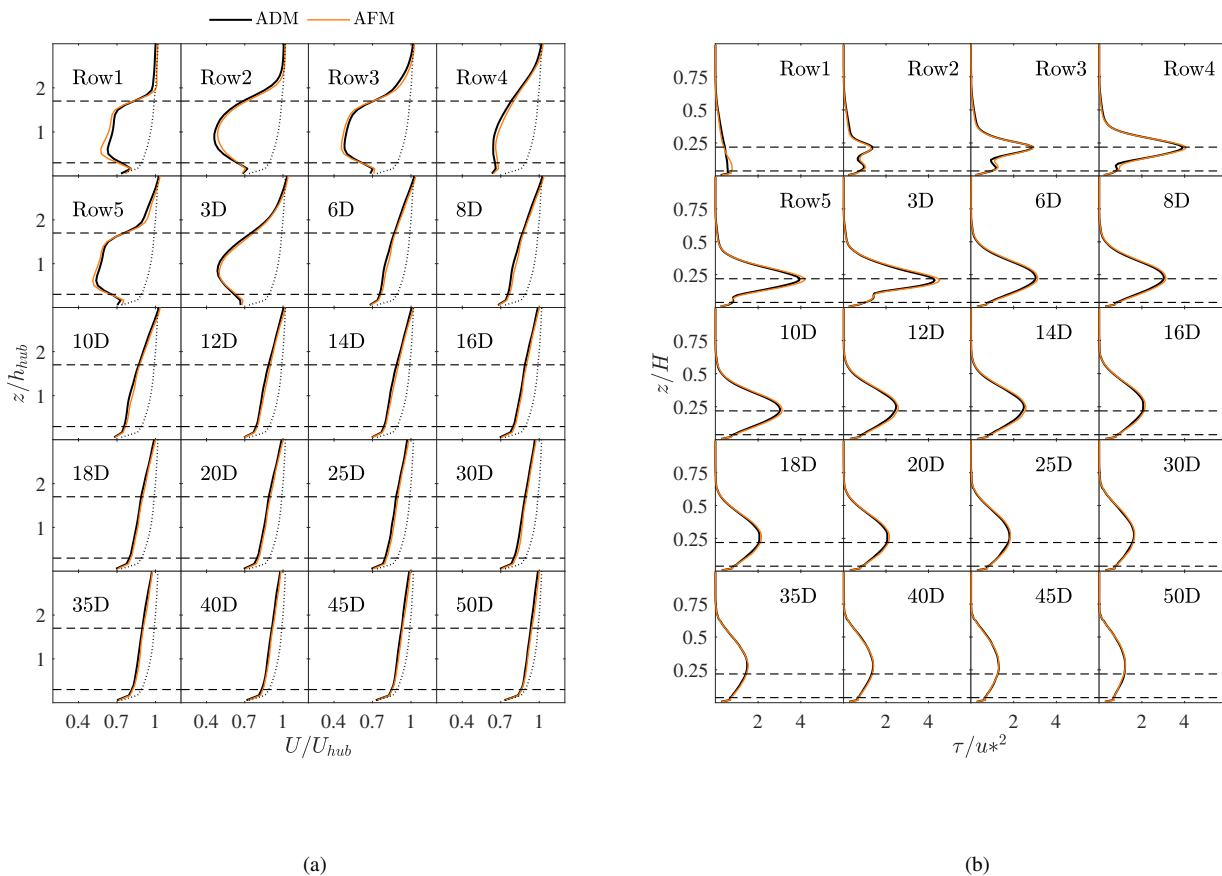 ADM AFM
Row1 Row2 Row3 Row4
2
1
Row5 3D 6D 8D
2
1
10D 12D 14D 16D
2
1
18D 20D 25D 30D
2
1
35D 40D 45D 50D
2
1
0.4 0.7 1 0.4 0.7 1 0.4 0.7 1 0.4 0.7 1
z/h_hub
U/U_hub
(a)
Row1 Row2 Row3 Row4
0.75
0.5
0.25
Row5 3D 6D 8D
0.75
0.5
0.25
10D 12D 14D 16D
0.75
0.5
0.25
18D 20D 25D 30D
0.75
0.5
0.25
35D 40D 45D 50D
0.75
0.5
0.25
2 4 2 4 2 4 2 4
z/H
τ/u*²
(b)